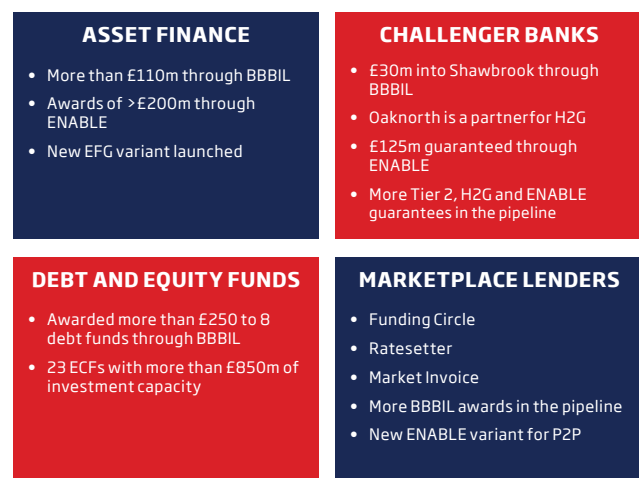 ASSET FINANCE
• More than £110m through BBBIL
• Awards of >£200m through
ENABLE
• New EFG variant launched
CHALLENGER BANKS
• £30m into Shawbrook through
BBBIL
• Oaknorth is a partnerfor H2G
• £125m guaranteed through
ENABLE
• More Tier 2, H2G and ENABLE
guarantees in the pipeline
DEBT AND EQUITY FUNDS
• Awarded more than £250 to 8
debt funds through BBBIL
• 23 ECFs with more than £850m of
investment capacity
MARKETPLACE LENDERS
• Funding Circle
• Ratesetter
• Market Invoice
• More BBBIL awards in the pipeline
• New ENABLE variant for P2P